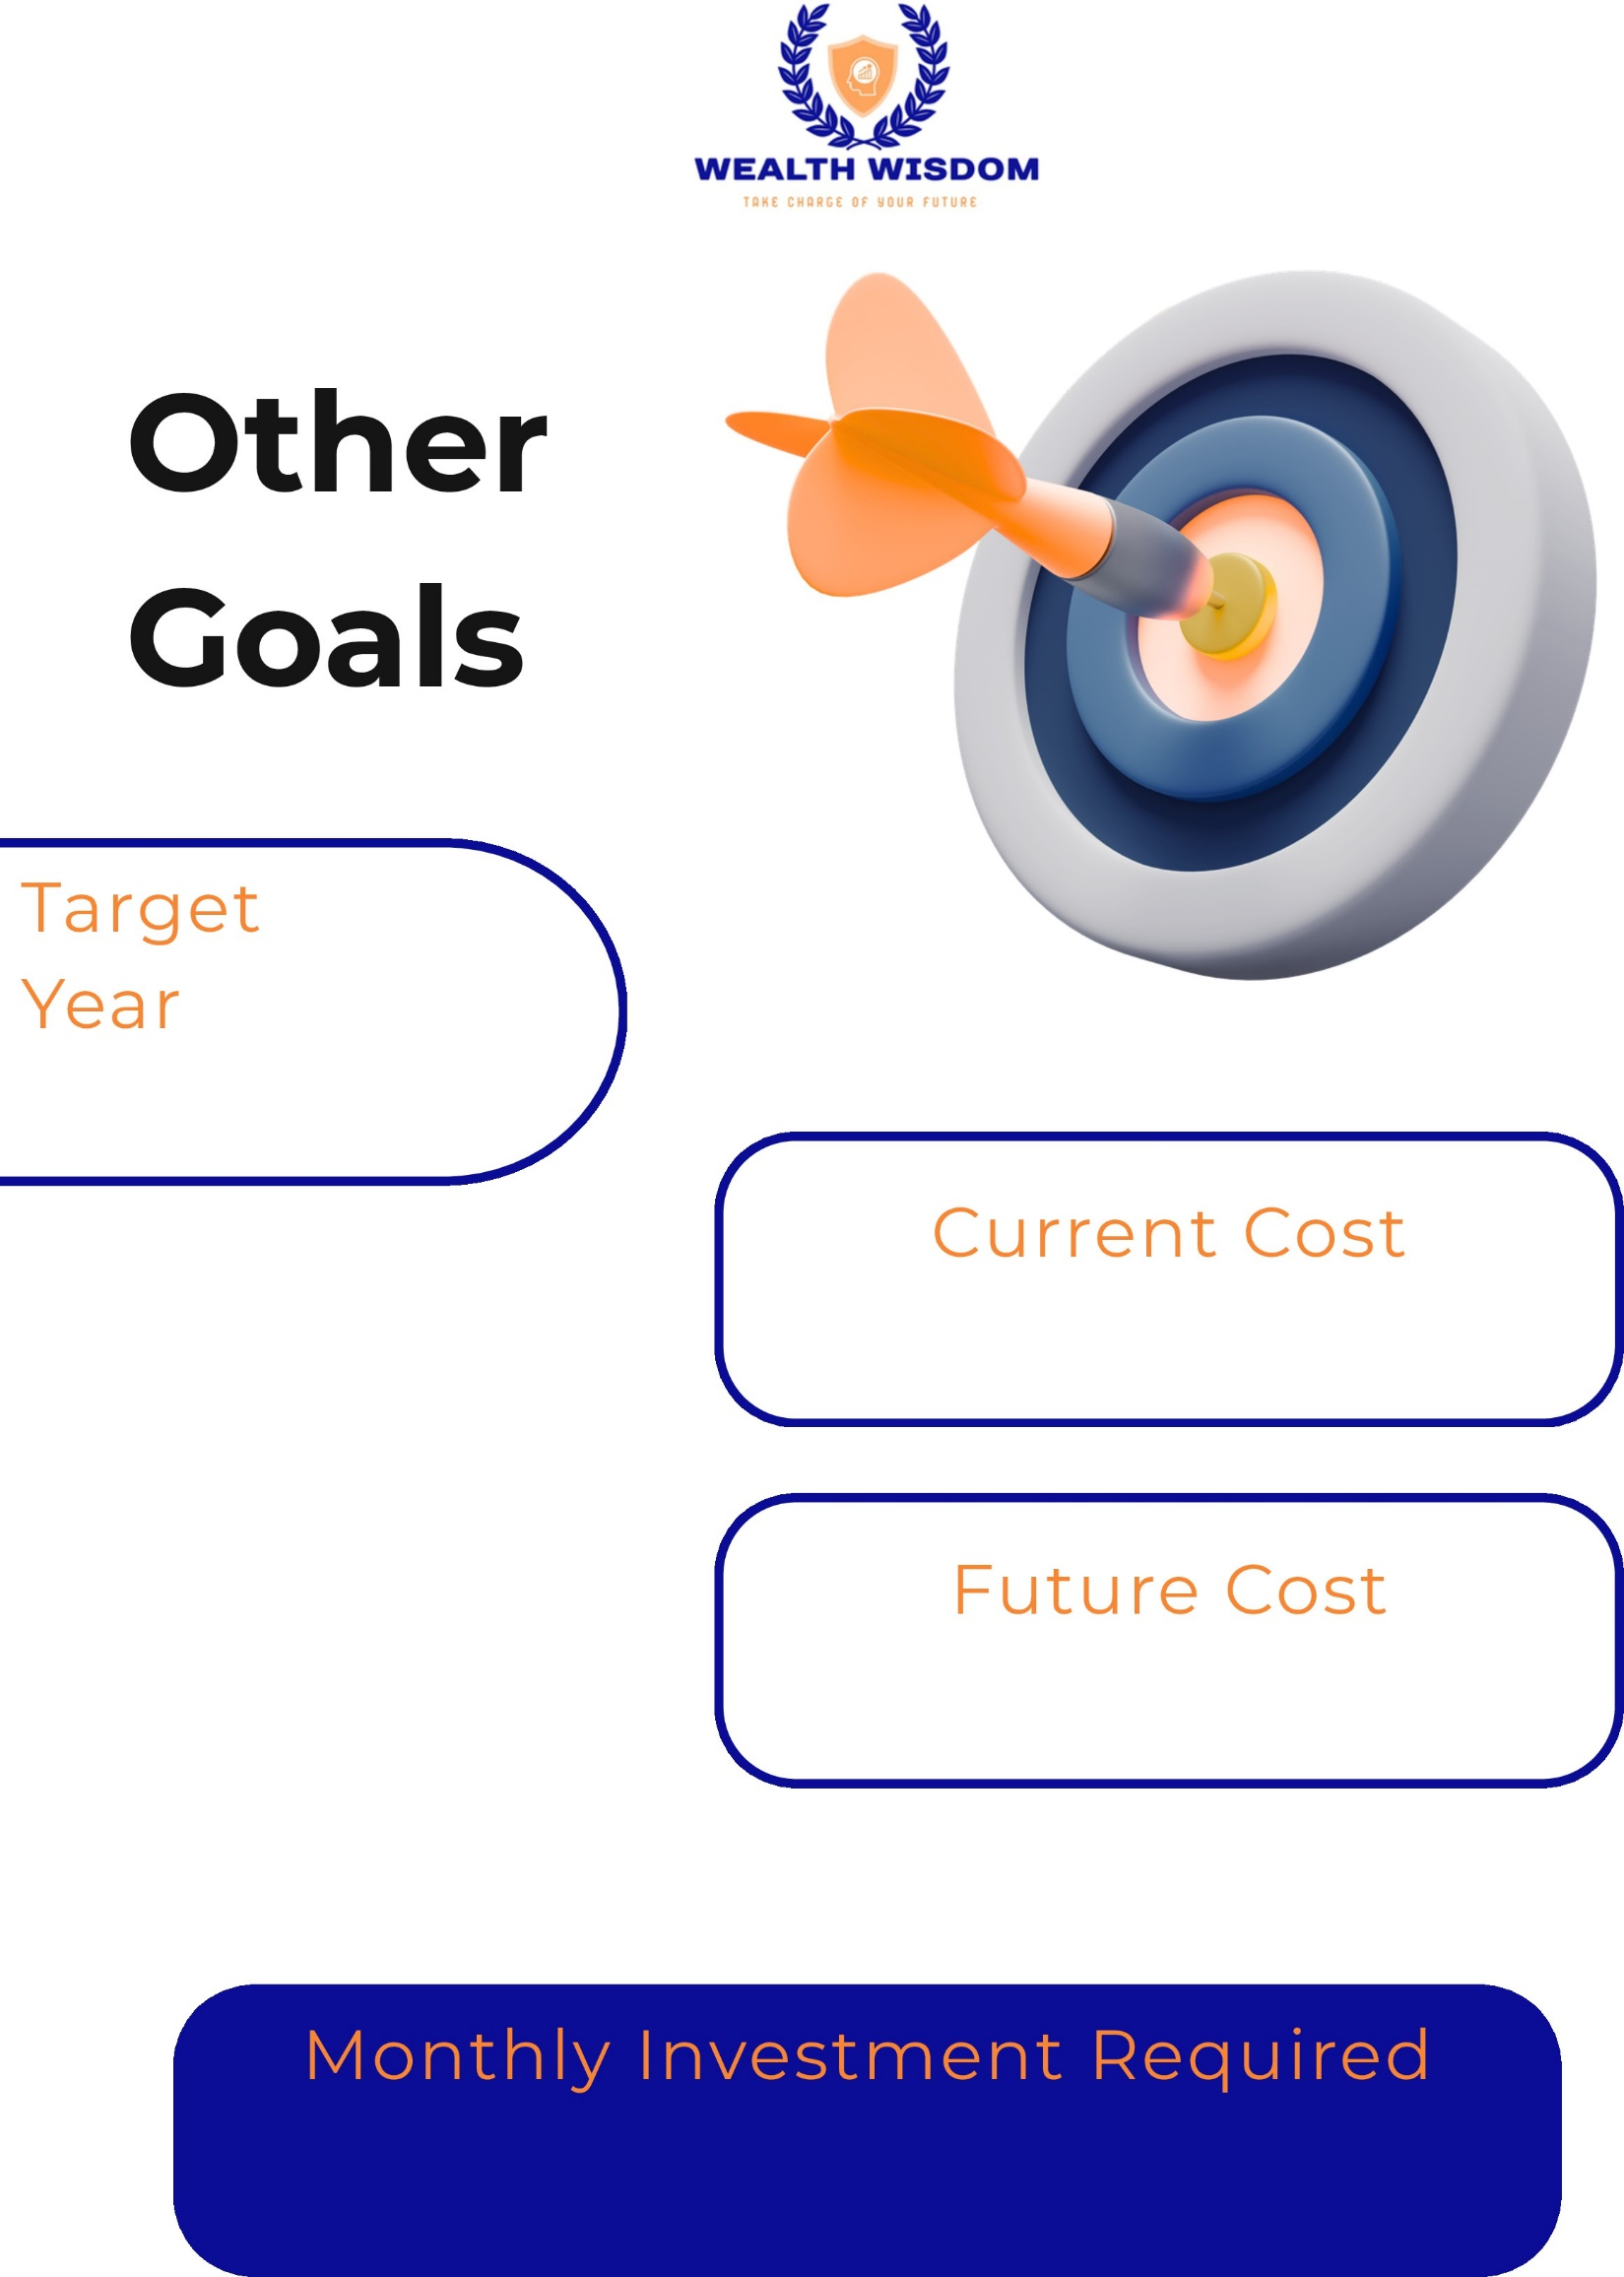 WEALTH WISDOM
TAKE CHARGE OF YOUR FUTURE
Other
Goals
Target
Year
Current Cost
Future Cost
Monthly Investment Required